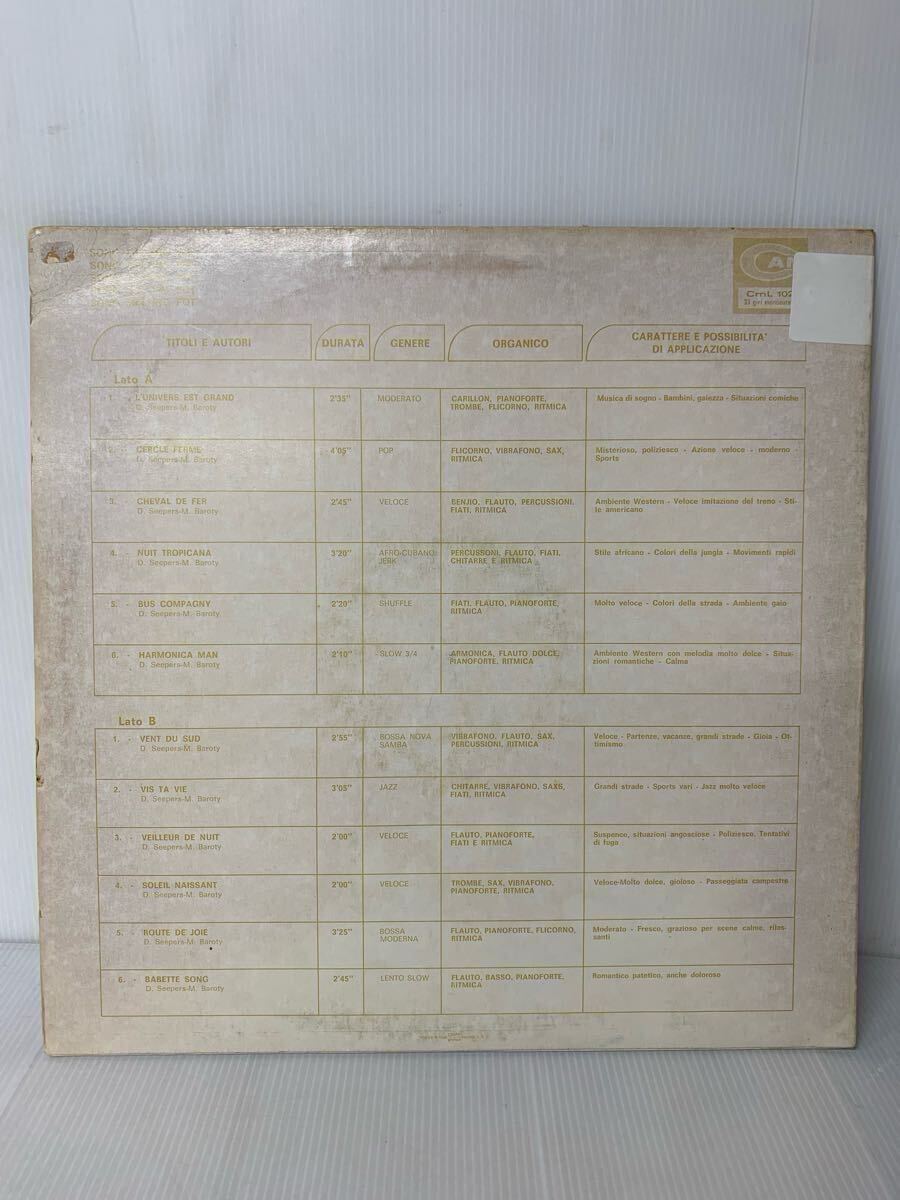 CAM
CmL 102
33 giri monoaurale
TITOLI E AUTORI
DURATA
GENERE
ORGANICO
CARATTERE E POSSIBILITA'
DI APPLICAZIONE
Lato A
1. - L'UNIVERS EST GRAND
D. Seepers-M. Baroty
2'35"
MODERATO
CARILLON, PIANOFORTE,
TROMBE, FLICORNO, RITMICA
Musica di sogno - Bambini, gaiezza - Situazioni comiche
2. - CERCLE FERME
D. Seepers-M. Baroty
4'05"
POP
FLICORNO, VIBRAFONO, SAX,
RITMICA
Misterioso, poliziesco - Azione veloce - moderno -
Sports
3. - CHEVAL DE FER
D. Seepers-M. Baroty
2'45"
VELOCE
BENJIO, FLAUTO, PERCUSSIONI,
FIATI, RITMICA
Ambiente Western - Veloce imitazione del treno - Sti-
le americano
4. - NUIT TROPICANA
D. Seepers-M. Baroty
3'20"
AFRO-CUBANO
JERK
PERCUSSONI, FLAUTO, FIATI,
CHITARRE E RITMICA
Stile africano - Colori della jungla - Movimenti rapidi
5. - BUS COMPAGNY
D. Seepers-M. Baroty
2'20"
SHUFFLE
FIATI, FLAUTO, PIANOFORTE,
RITMICA
Molto veloce - Colori della strada - Ambiente gaio
6. - HARMONICA MAN
D. Seepers-M. Baroty
2'10"
SLOW 3/4
ARMONICA, FLAUTO DOLCE,
PIANOFORTE, RITMICA
Ambiente Western con melodia molto dolce - Situa-
zioni romantiche - Calma
Lato B
1. - VENT DU SUD
D. Seepers-M. Baroty
2'55"
BOSSA NOVA
SAMBA
VIBRAFONO, FLAUTO, SAX,
PERCUSSIONI, RITMICA
Veloce - Partenze, vacanze, grandi strade - Gioia - Ot-
timismo
2. - VIS TA VIE
D. Seepers-M. Baroty
3'05"
JAZZ
CHITARRE, VIBRAFONO, SAXS,
FIATI, RITMICA
Grandi strade - Sports vari - Jazz molto veloce
3. - VEILLEUR DE NUIT
D. Seepers-M. Baroty
2'00"
VELOCE
FLAUTO, PIANOFORTE,
FIATI E RITMICA
Suspence, situazioni angosciose - Poliziesco, Tentativi
di fuga
4. - SOLEIL NAISSANT
D. Seepers-M. Baroty
2'00"
VELOCE
TROMBE, SAX, VIBRAFONO,
PIANOFORTE, RITMICA
Veloce-Molto dolce, gioioso - Passeggiata campestre
5. - ROUTE DE JOIE
D. Seepers-M. Baroty
3'25"
BOSSA
MODERNA
FLAUTO, PIANOFORTE, FLICORNO,
RITMICA
Moderato - Fresco, grazioso per scene calme, rilas-
santi
6. - BABETTE SONG
D. Seepers-M. Baroty
2'45"
LENTO SLOW
FLAUTO, BASSO, PIANOFORTE,
RITMICA
Romantico patetico, anche doloroso